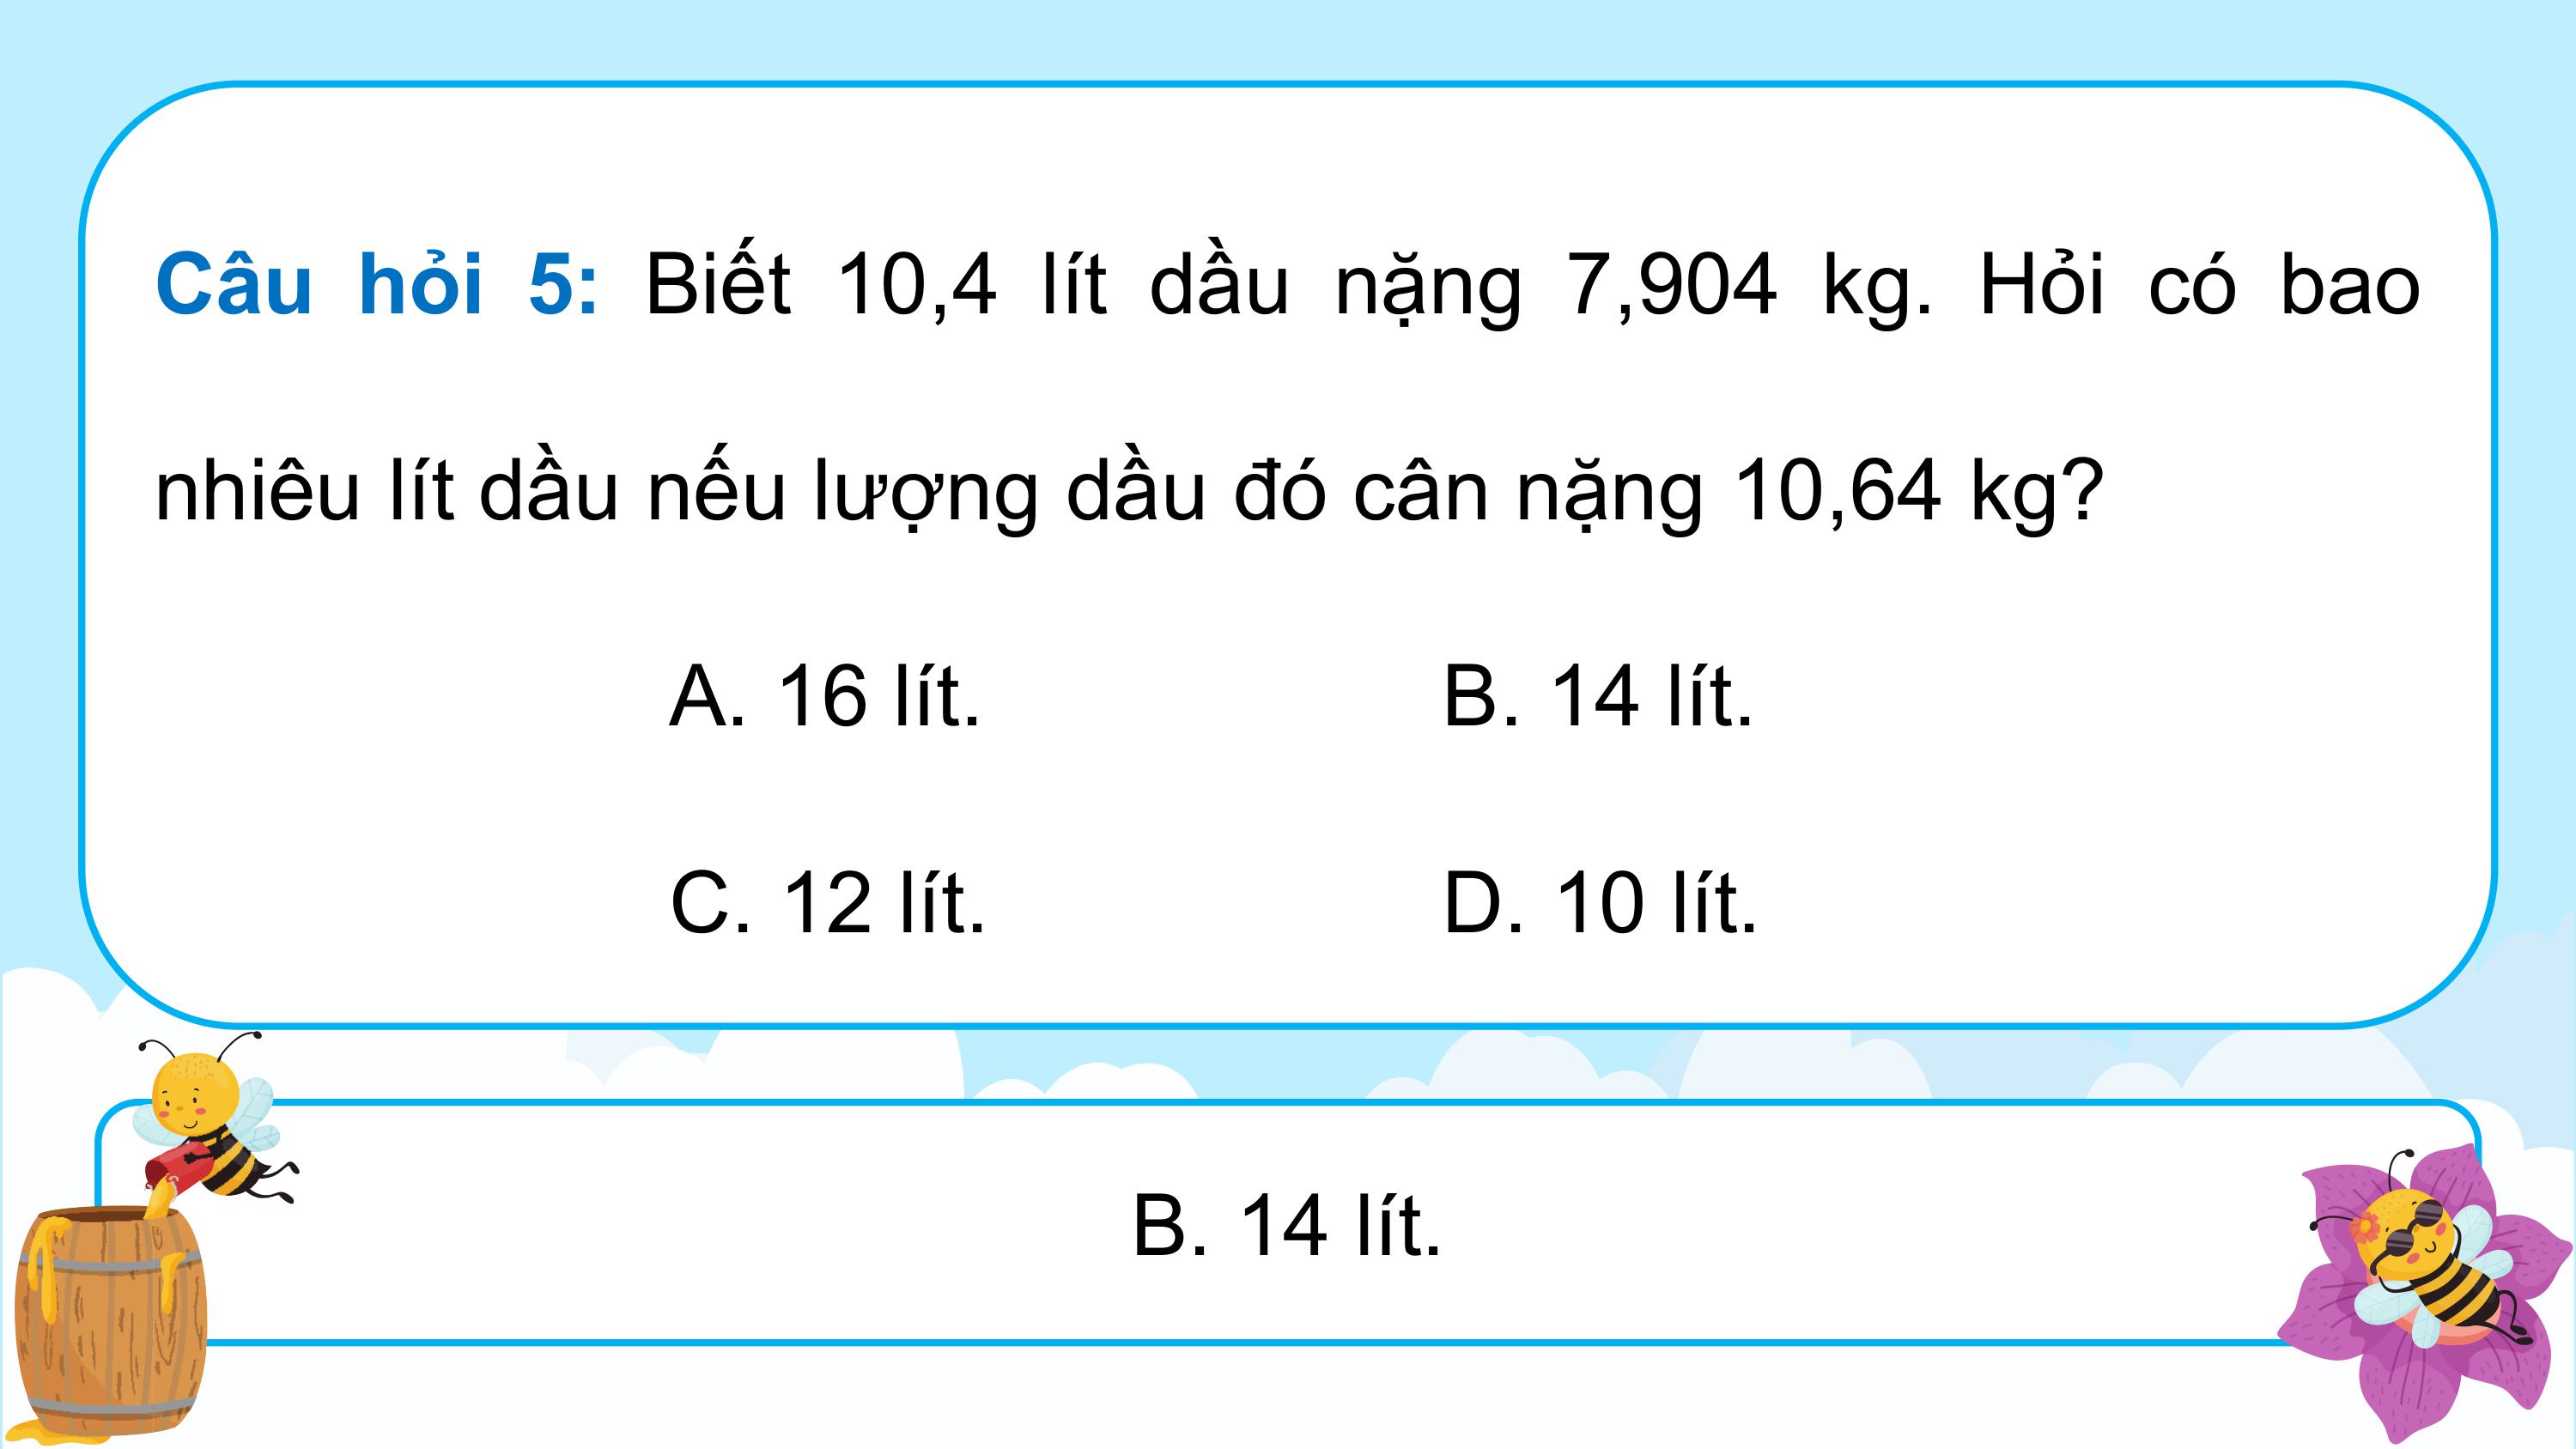 Câu hỏi 5: Biết 10,4 lít dầu nặng 7,904 kg. Hỏi có bao
nhiêu lít dầu nếu lượng dầu đó cân nặng 10,64 kg?
A. 16 lít. B. 14 lít.
C. 12 lít. D. 10 lít.
B. 14 lít.